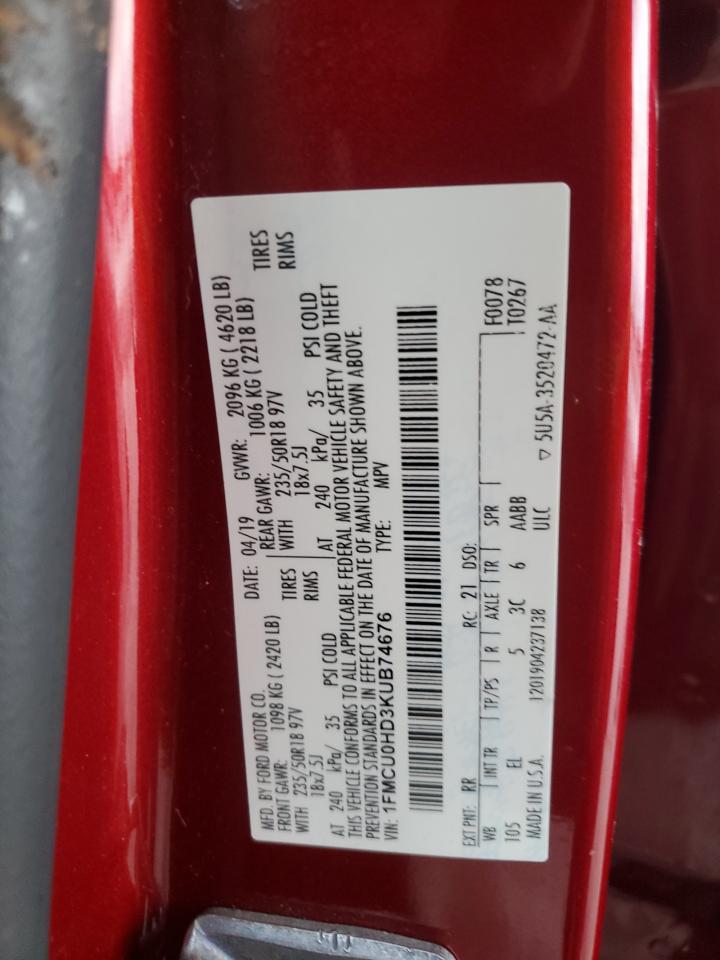 MFD. BY FORD MOTOR CO.
DATE: 04/19 GVWR: 2096 KG ( 4620 LB)
FRONT GAWR: 1098 KG ( 2420 LB) REAR GAWR: 1006 KG ( 2218 LB)
WITH 235/50R18 97V TIRES WITH 235/50R18 97V TIRES
18x7.5J RIMS 18x7.5J RIMS
AT 240 kPa/ 35 PSI COLD AT 240 kPa/ 35 PSI COLD
THIS VEHICLE CONFORMS TO ALL APPLICABLE FEDERAL MOTOR VEHICLE SAFETY AND THEFT
PREVENTION STANDARDS IN EFFECT ON THE DATE OF MANUFACTURE SHOWN ABOVE.
VIN: 1FMCU0HD3KUB74676 TYPE: MPV
EXT PNT: RR RC: 21 DSO: F0078
WB INT TR TP/PS R AXLE TR SPR T0267
105 EL 5 3C 6 AABB
MADE IN U.S.A. 1201904237138 ULC 5U5A-3520472-AA